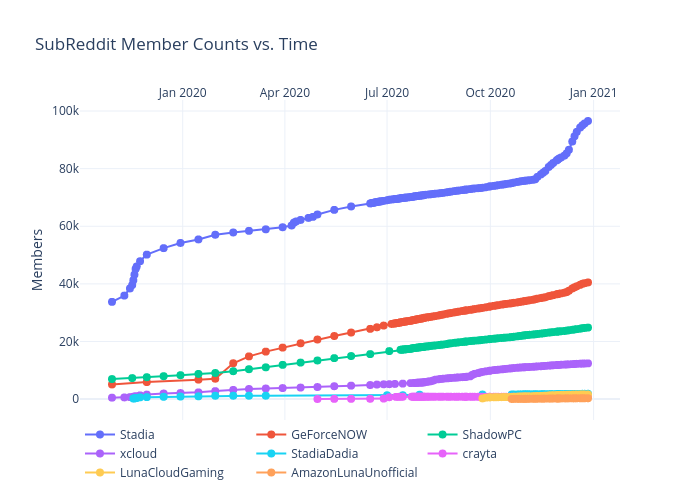 SubReddit Member Counts vs. Time
Jan 2020 Apr 2020 Jul 2020 Oct 2020 Jan 2021
100k
80k
60k
40k
20k
0
Members
Stadia GeForceNOW ShadowPC
xcloud StadiaDadia crayta
LunaCloudGaming AmazonLunaUnofficial